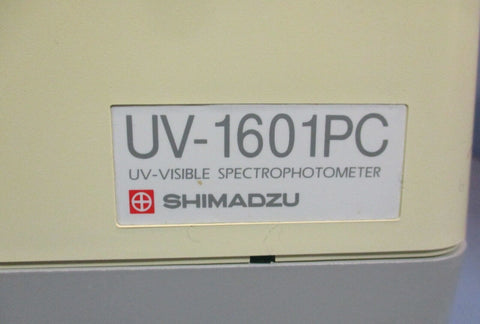 UV-1601PC
UV-VISIBLE SPECTROPHOTOMETER
SHIMADZU